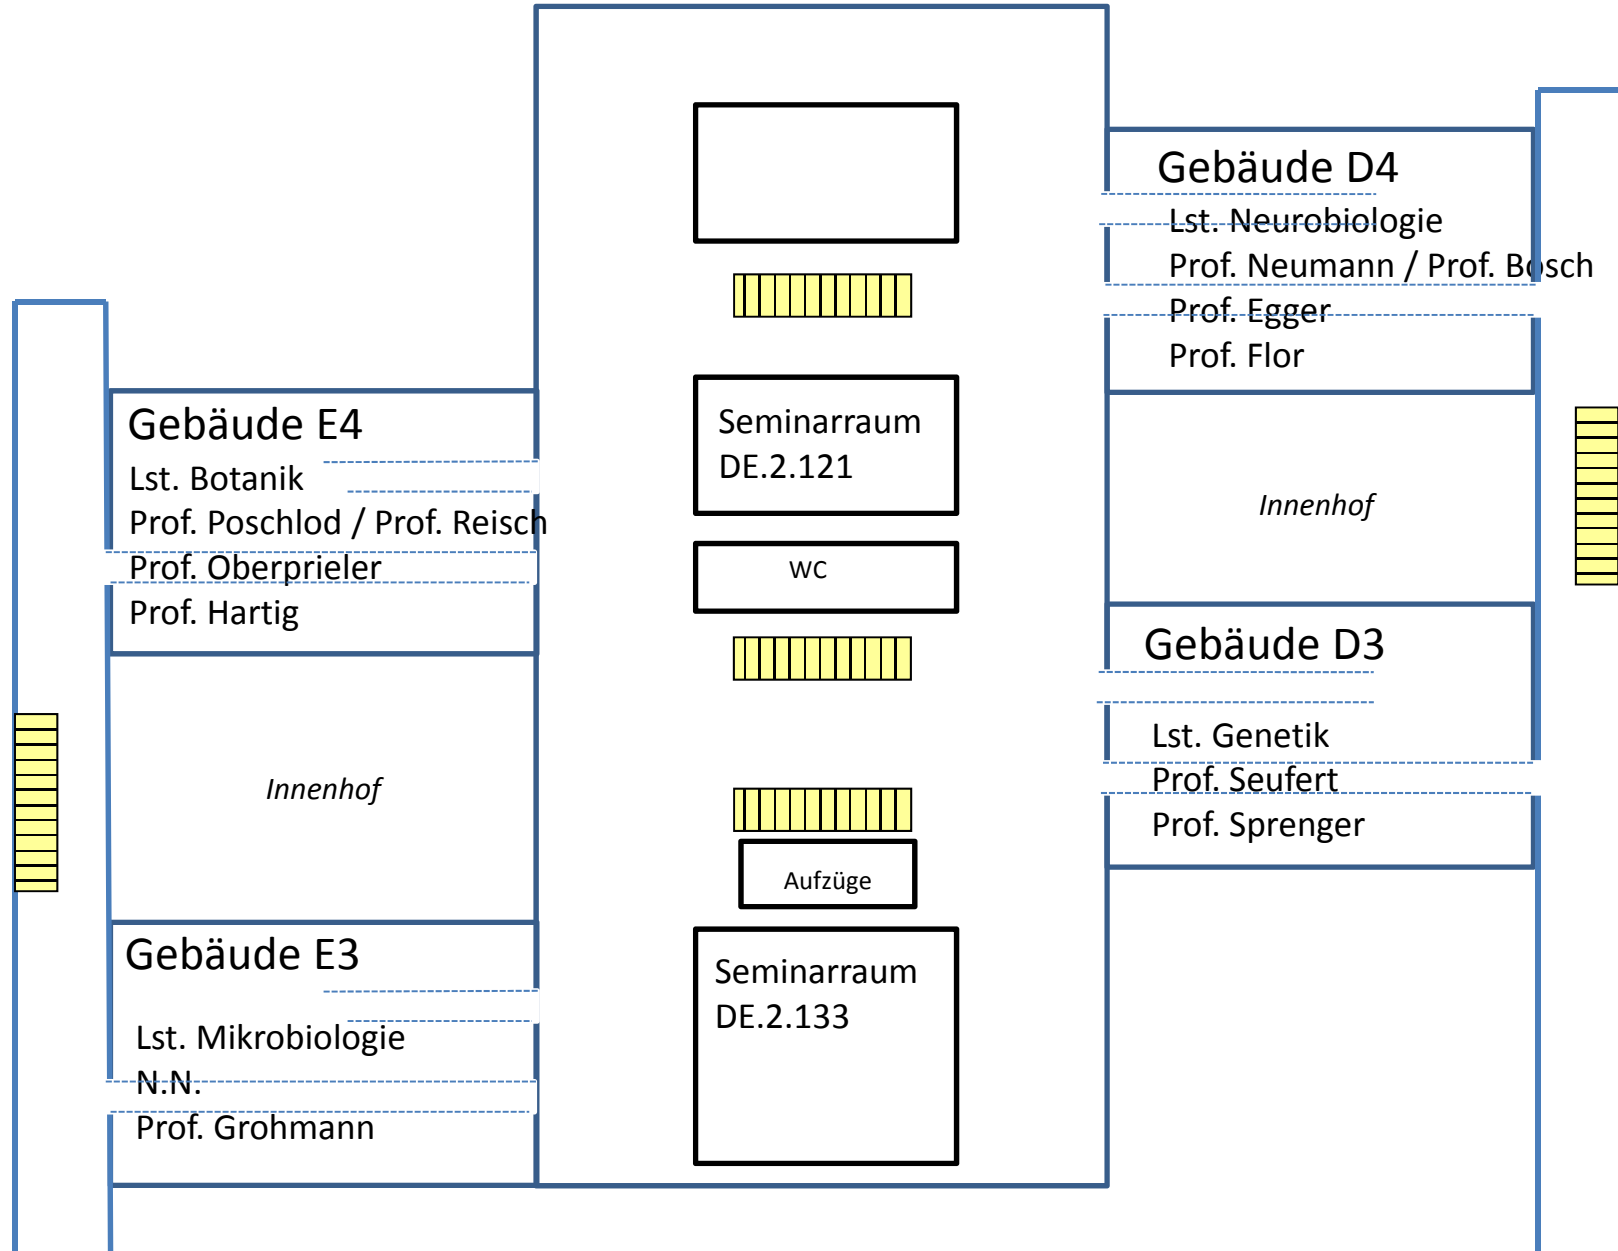 Gebäude D4
Lst. Neurobiologie
Prof. Neumann / Prof. Bosch
Prof. Egger
Prof. Flor
Gebäude E4
Lst. Botanik
Prof. Poschlod / Prof. Reisch
Prof. Oberprieler
Prof. Hartig
Seminarraum
DE.2.121
Innenhof
WC
Gebäude D3
Lst. Genetik
Prof. Seufert
Prof. Sprenger
Innenhof
Aufzüge
Gebäude E3
Lst. Mikrobiologie
N.N.
Prof. Grohmann
Seminarraum
DE.2.133